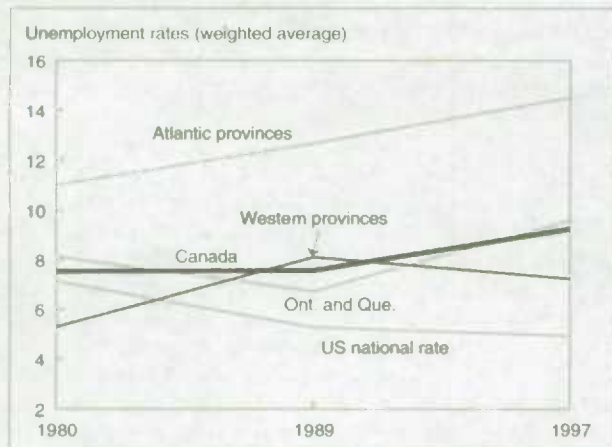 Unemployment rates (weighted average)
16
14
Atlantic provinces
12
10
Western provinces
Canada
8
6
Ont. and Que.
US national rate
4
2
1980 1989 1997